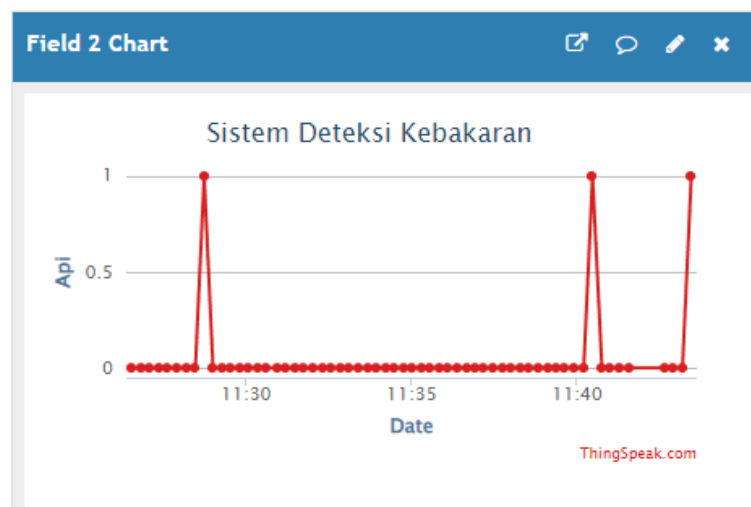 Field 2 Chart
Sistem Deteksi Kebakaran
1
0.5
0
Api
11:30 11:35 11:40
Date
ThingSpeak.com